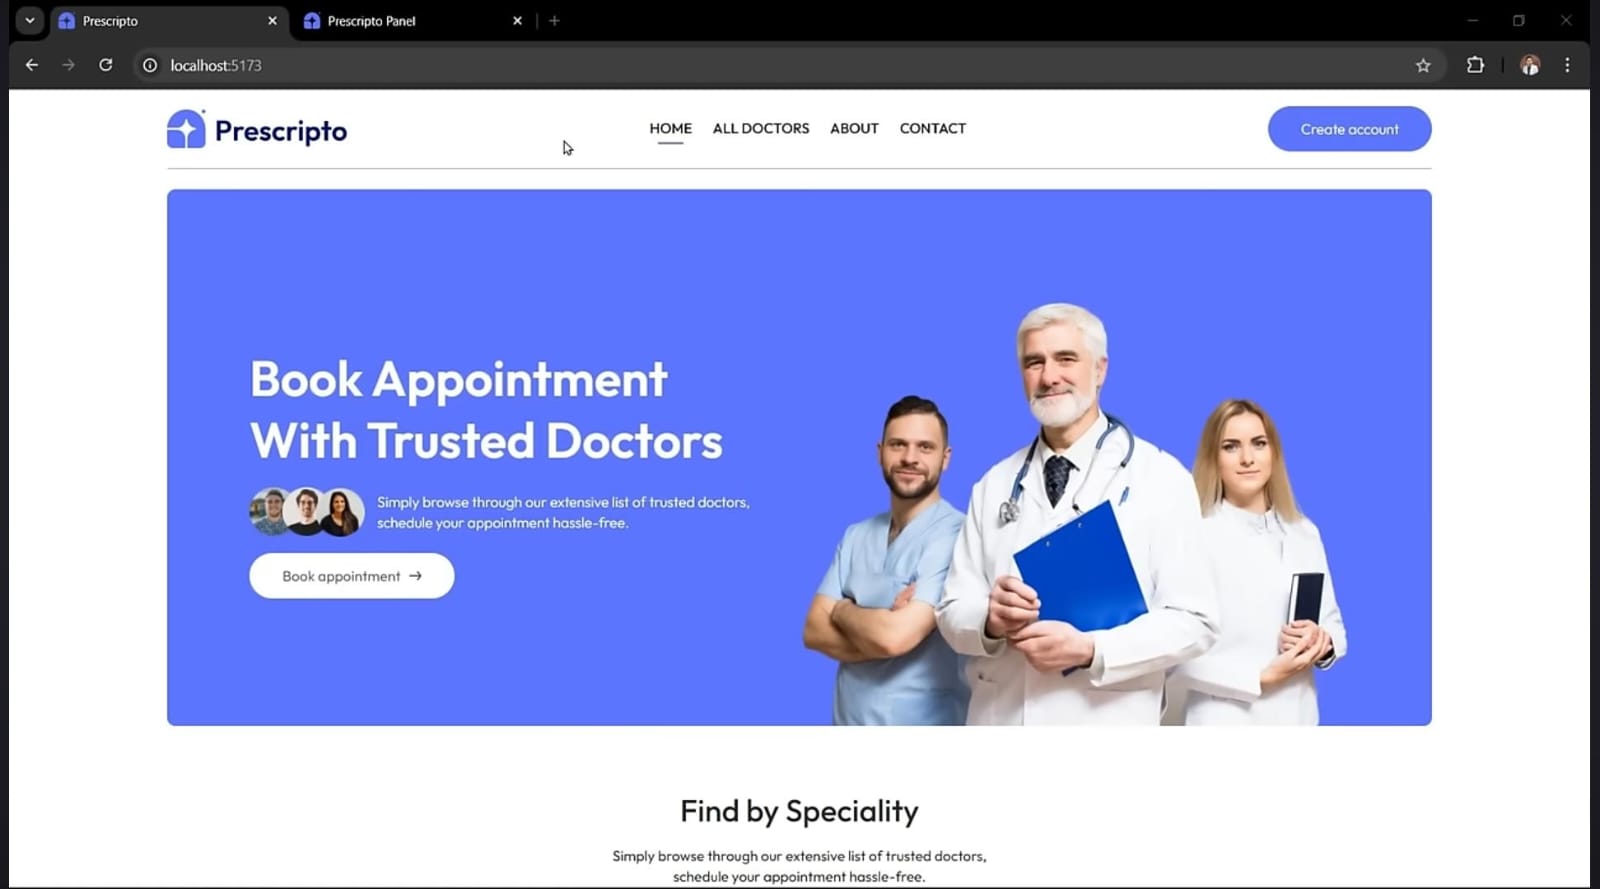 Prescripto
Prescripto Panel
localhost:5173
Prescripto
HOME
ALL DOCTORS
ABOUT
CONTACT
Create account
Book Appointment
With Trusted Doctors
Simply browse through our extensive list of trusted doctors,
schedule your appointment hassle-free.
Book appointment →
Find by Speciality
Simply browse through our extensive list of trusted doctors,
schedule your appointment hassle-free.